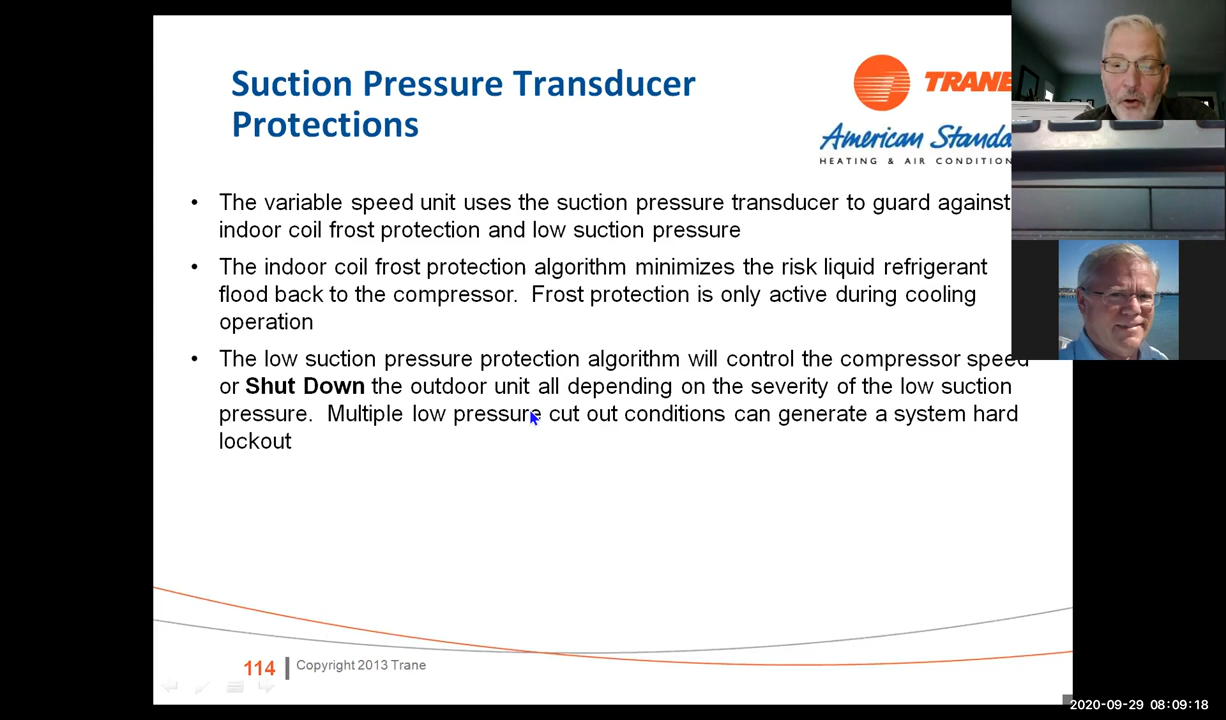 Suction Pressure Transducer
Protections
TRANE
American Standa
HEATING & AIR CONDITION
• The variable speed unit uses the suction pressure transducer to guard against
indoor coil frost protection and low suction pressure
• The indoor coil frost protection algorithm minimizes the risk liquid refrigerant
flood back to the compressor.  Frost protection is only active during cooling
operation
• The low suction pressure protection algorithm will control the compressor speed
or Shut Down the outdoor unit all depending on the severity of the low suction
pressure.  Multiple low pressure cut out conditions can generate a system hard
lockout
114 | Copyright 2013 Trane
2020-09-29 08:09:18